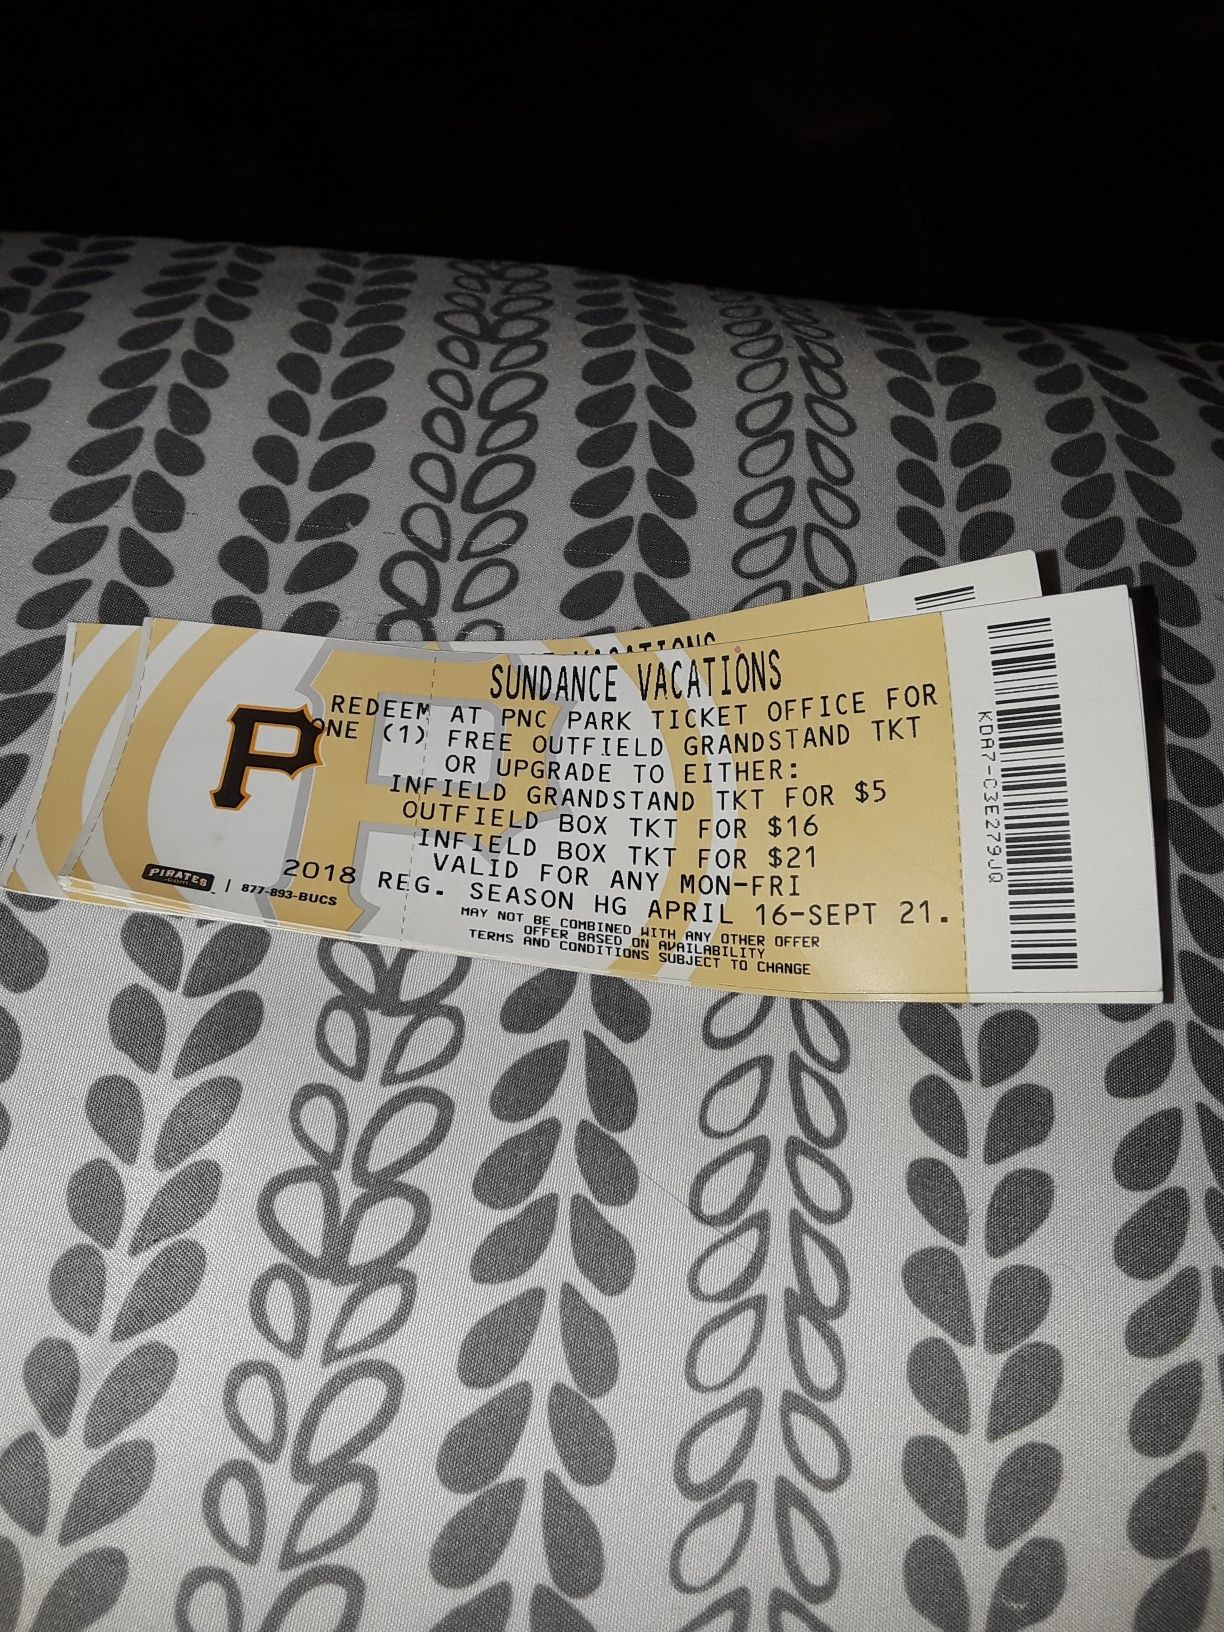 VACATIONS
SUNDANCE VACATIONS
REDEEM AT PNC PARK TICKET OFFICE FOR
ONE (1) FREE OUTFIELD GRANDSTAND TKT
OR UPGRADE TO EITHER:
INFIELD GRANDSTAND TKT FOR $5
OUTFIELD BOX TKT FOR $16
INFIELD BOX TKT FOR $21
VALID FOR ANY MON-FRI
2018 REG. SEASON HG APRIL 16-SEPT 21.
MAY NOT BE COMBINED WITH ANY OTHER OFFER
OFFER BASED ON AVAILABILITY
TERMS AND CONDITIONS SUBJECT TO CHANGE
P
PIRATES.com | 877-893-BUCS
KDA7-C3E279JQ